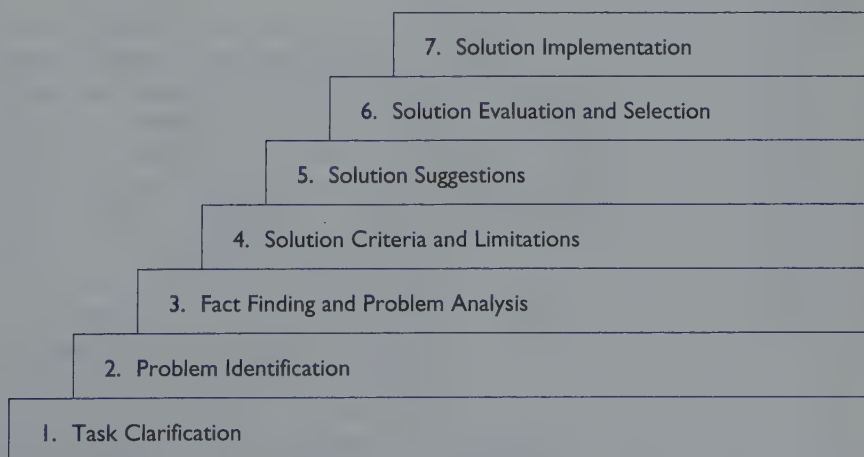 7. Solution Implementation
6. Solution Evaluation and Selection
5. Solution Suggestions
4. Solution Criteria and Limitations
3. Fact Finding and Problem Analysis
2. Problem Identification
1. Task Clarification